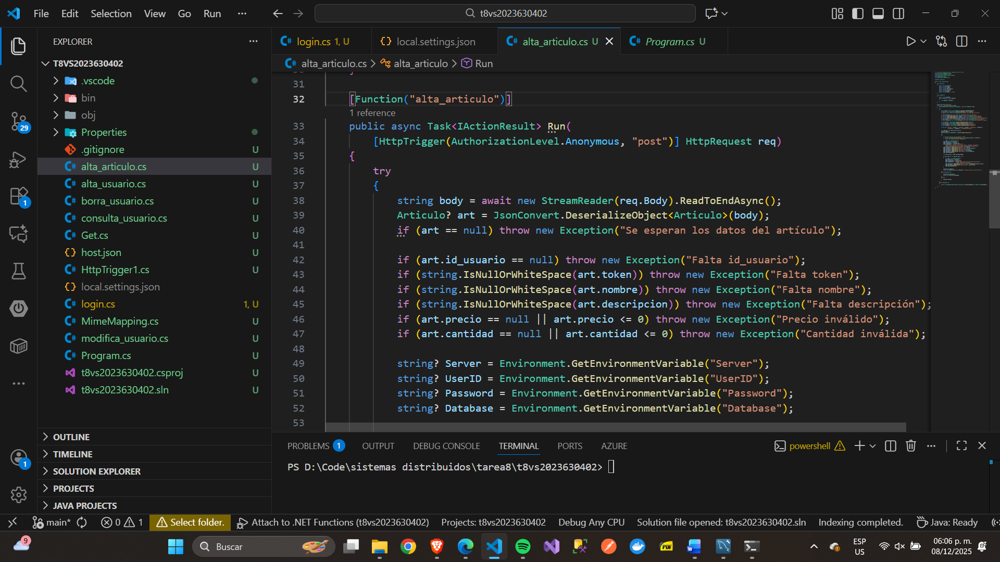 File Edit Selection View Go Run ···
t8vs2023630402
EXPLORER
T8VS2023630402
.vscode
bin
obj
Properties
.gitignore U
alta_articulo.cs U
alta_usuario.cs U
borra_usuario.cs U
consulta_usuario.cs U
Get.cs U
host.json U
HttpTrigger1.cs U
local.settings.json
login.cs 1, U
MimeMapping.cs U
modifica_usuario.cs U
Program.cs U
t8vs2023630402.csproj U
t8vs2023630402.sln U
OUTLINE
TIMELINE
SOLUTION EXPLORER
PROJECTS
JAVA PROJECTS
29
1
1
login.cs 1, U
local.settings.json
alta_articulo.cs U
Program.cs U
alta_articulo.cs > alta_articulo > Run
31
32 [Function("alta_articulo")]
1 reference
33 public async Task<IActionResult> Run(
34 [HttpTrigger(AuthorizationLevel.Anonymous, "post")] HttpRequest req)
35 {
36 try
37 {
38 string body = await new StreamReader(req.Body).ReadToEndAsync();
39 Articulo? art = JsonConvert.DeserializeObject<Articulo>(body);
40 if (art == null) throw new Exception("Se esperan los datos del artículo");
41
42 if (art.id_usuario == null) throw new Exception("Falta id_usuario");
43 if (string.IsNullOrWhiteSpace(art.token)) throw new Exception("Falta token");
44 if (string.IsNullOrWhiteSpace(art.nombre)) throw new Exception("Falta nombre");
45 if (string.IsNullOrWhiteSpace(art.descripcion)) throw new Exception("Falta descripción");
46 if (art.precio == null || art.precio <= 0) throw new Exception("Precio inválido");
47 if (art.cantidad == null || art.cantidad <= 0) throw new Exception("Cantidad inválida");
48
49 string? Server = Environment.GetEnvironmentVariable("Server");
50 string? UserID = Environment.GetEnvironmentVariable("UserID");
51 string? Password = Environment.GetEnvironmentVariable("Password");
52 string? Database = Environment.GetEnvironmentVariable("Database");
53
PROBLEMS 1 OUTPUT DEBUG CONSOLE TERMINAL PORTS AZURE
powershell
PS D:\Code\sistemas distribuidos\tarea8\t8vs2023630402>
main* 0 1 Select folder. Attach to .NET Functions (t8vs2023630402) Projects: t8vs2023630402 Debug Any CPU Solution file opened: t8vs2023630402.sln Indexing completed. Java: Ready
9
Buscar
PDF
ESP
US
06:06 p. m.
08/12/2025